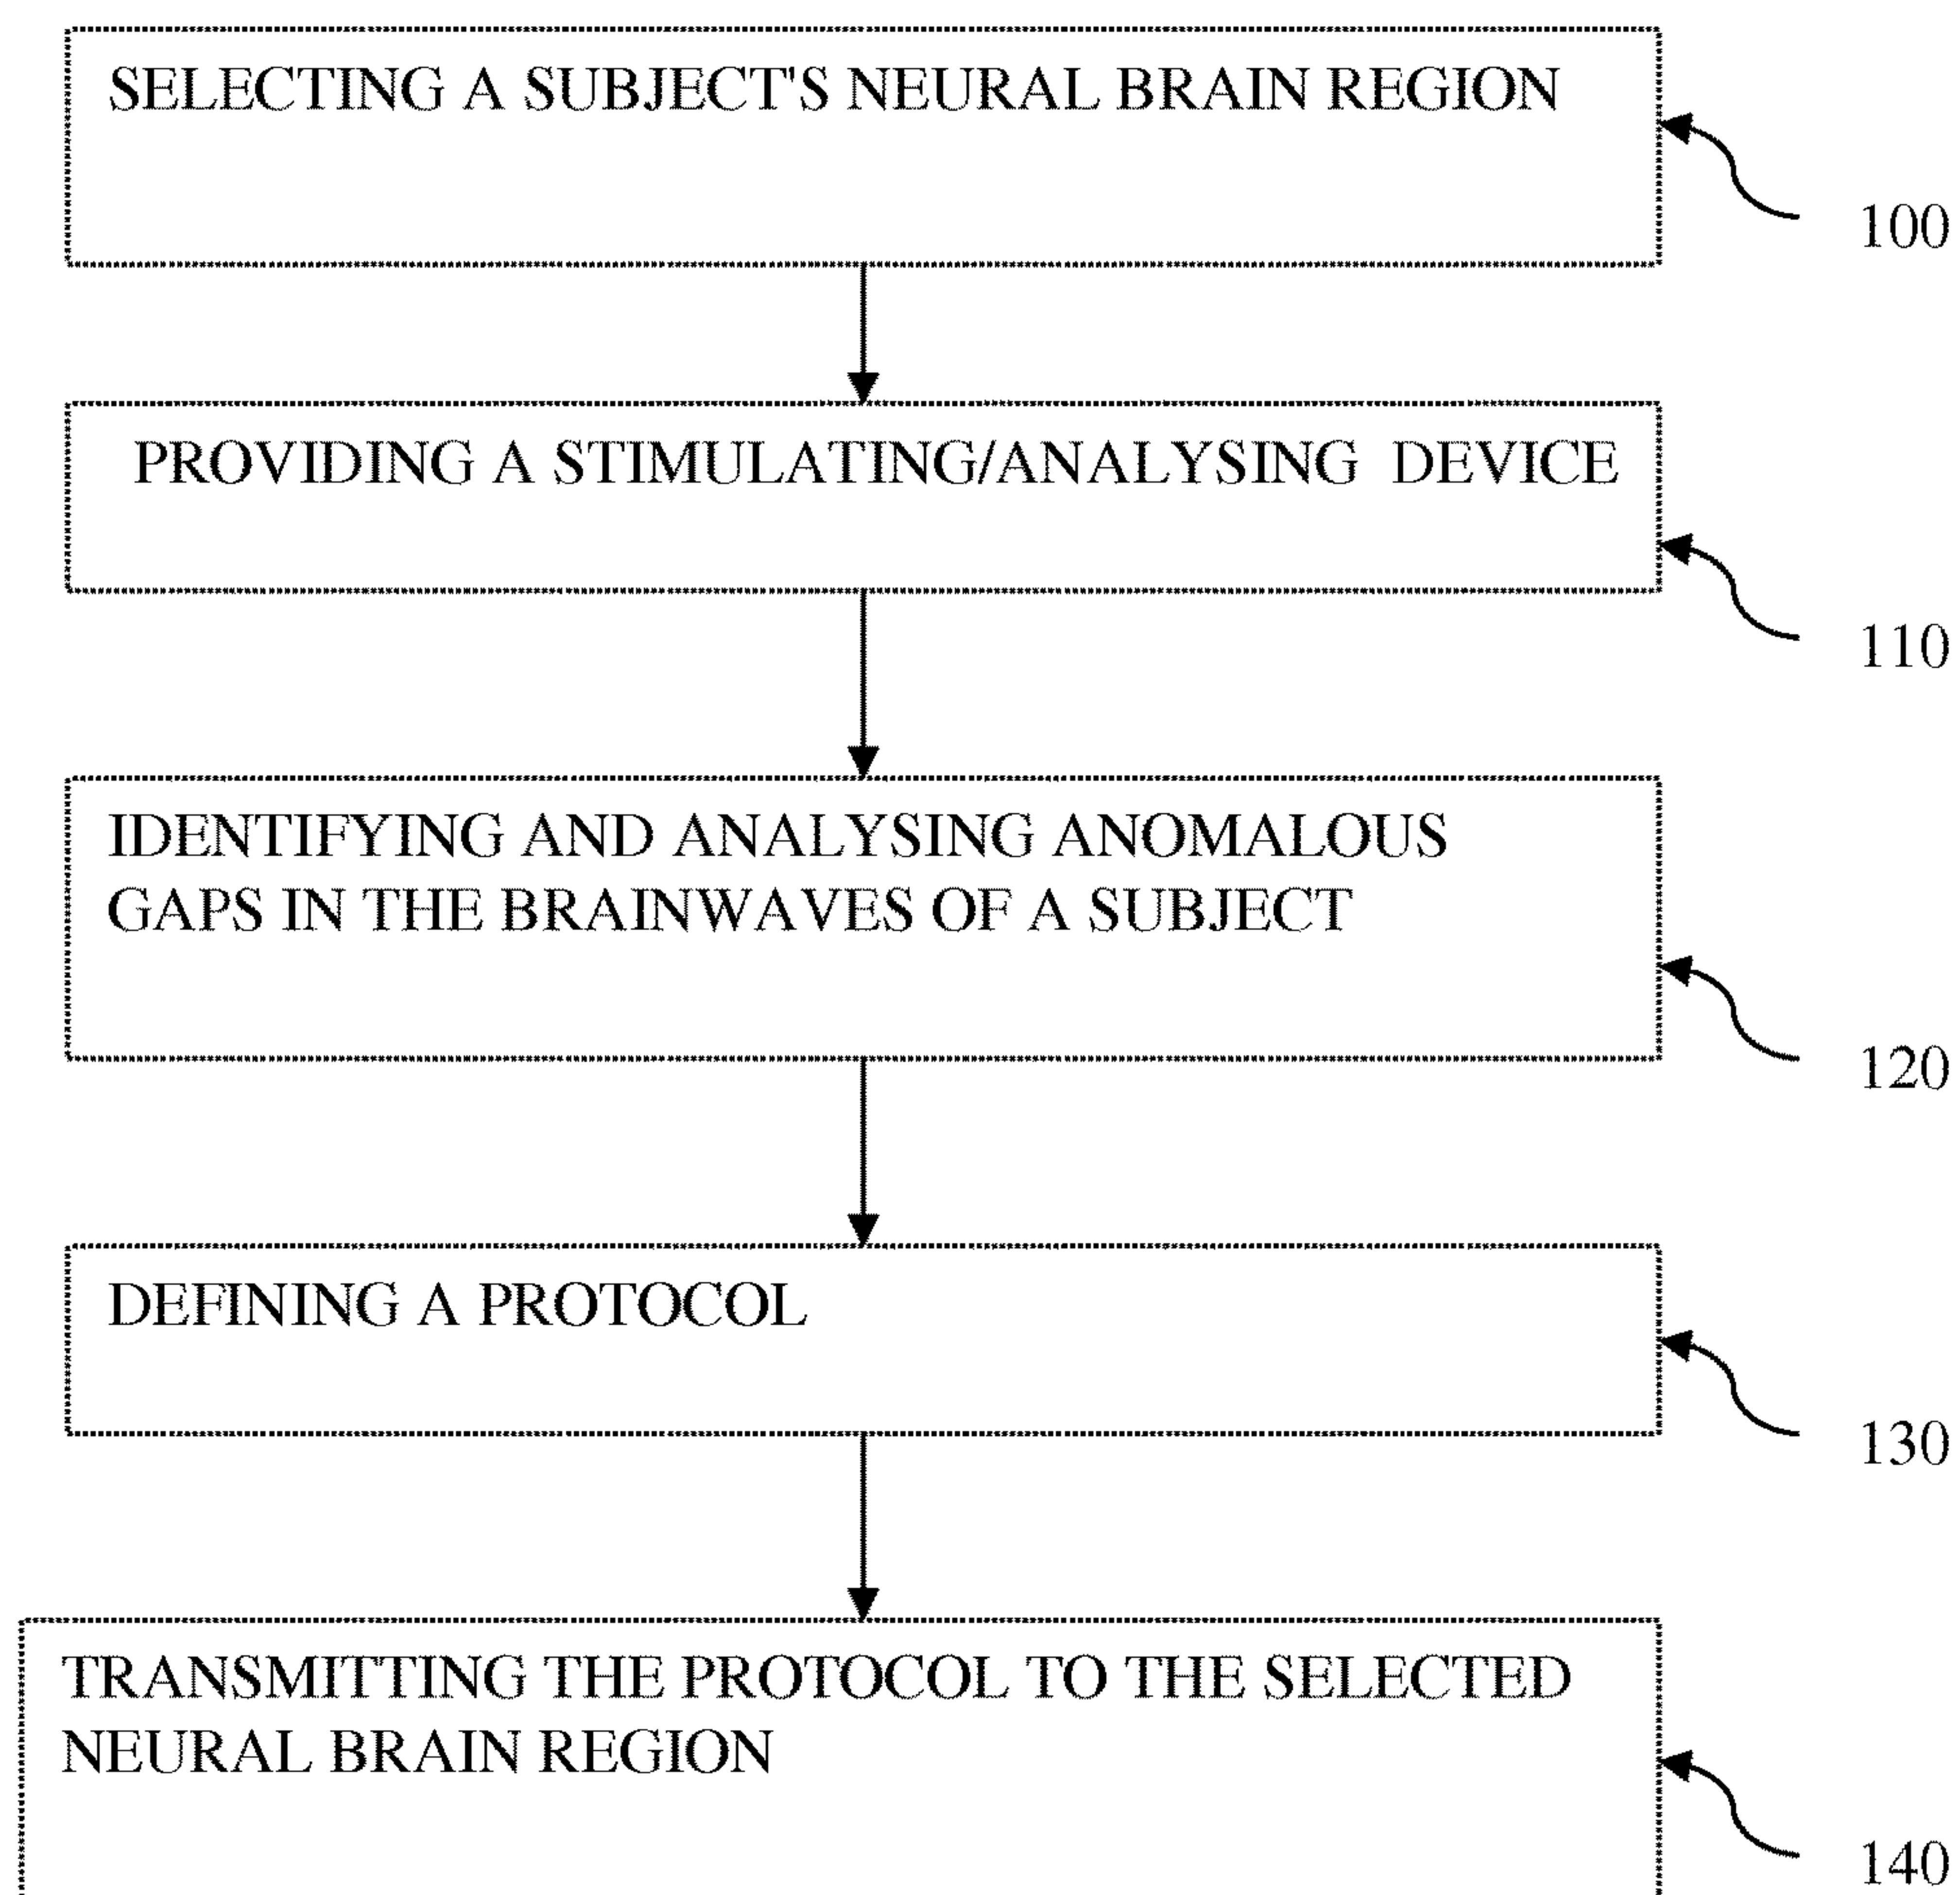 SELECTING A SUBJECT'S NEURAL BRAIN REGION
100
PROVIDING A STIMULATING/ANALYSING DEVICE
110
IDENTIFYING AND ANALYSING ANOMALOUS
GAPS IN THE BRAINWAVES OF A SUBJECT
120
DEFINING A PROTOCOL
130
TRANSMITTING THE PROTOCOL TO THE SELECTED
NEURAL BRAIN REGION
140